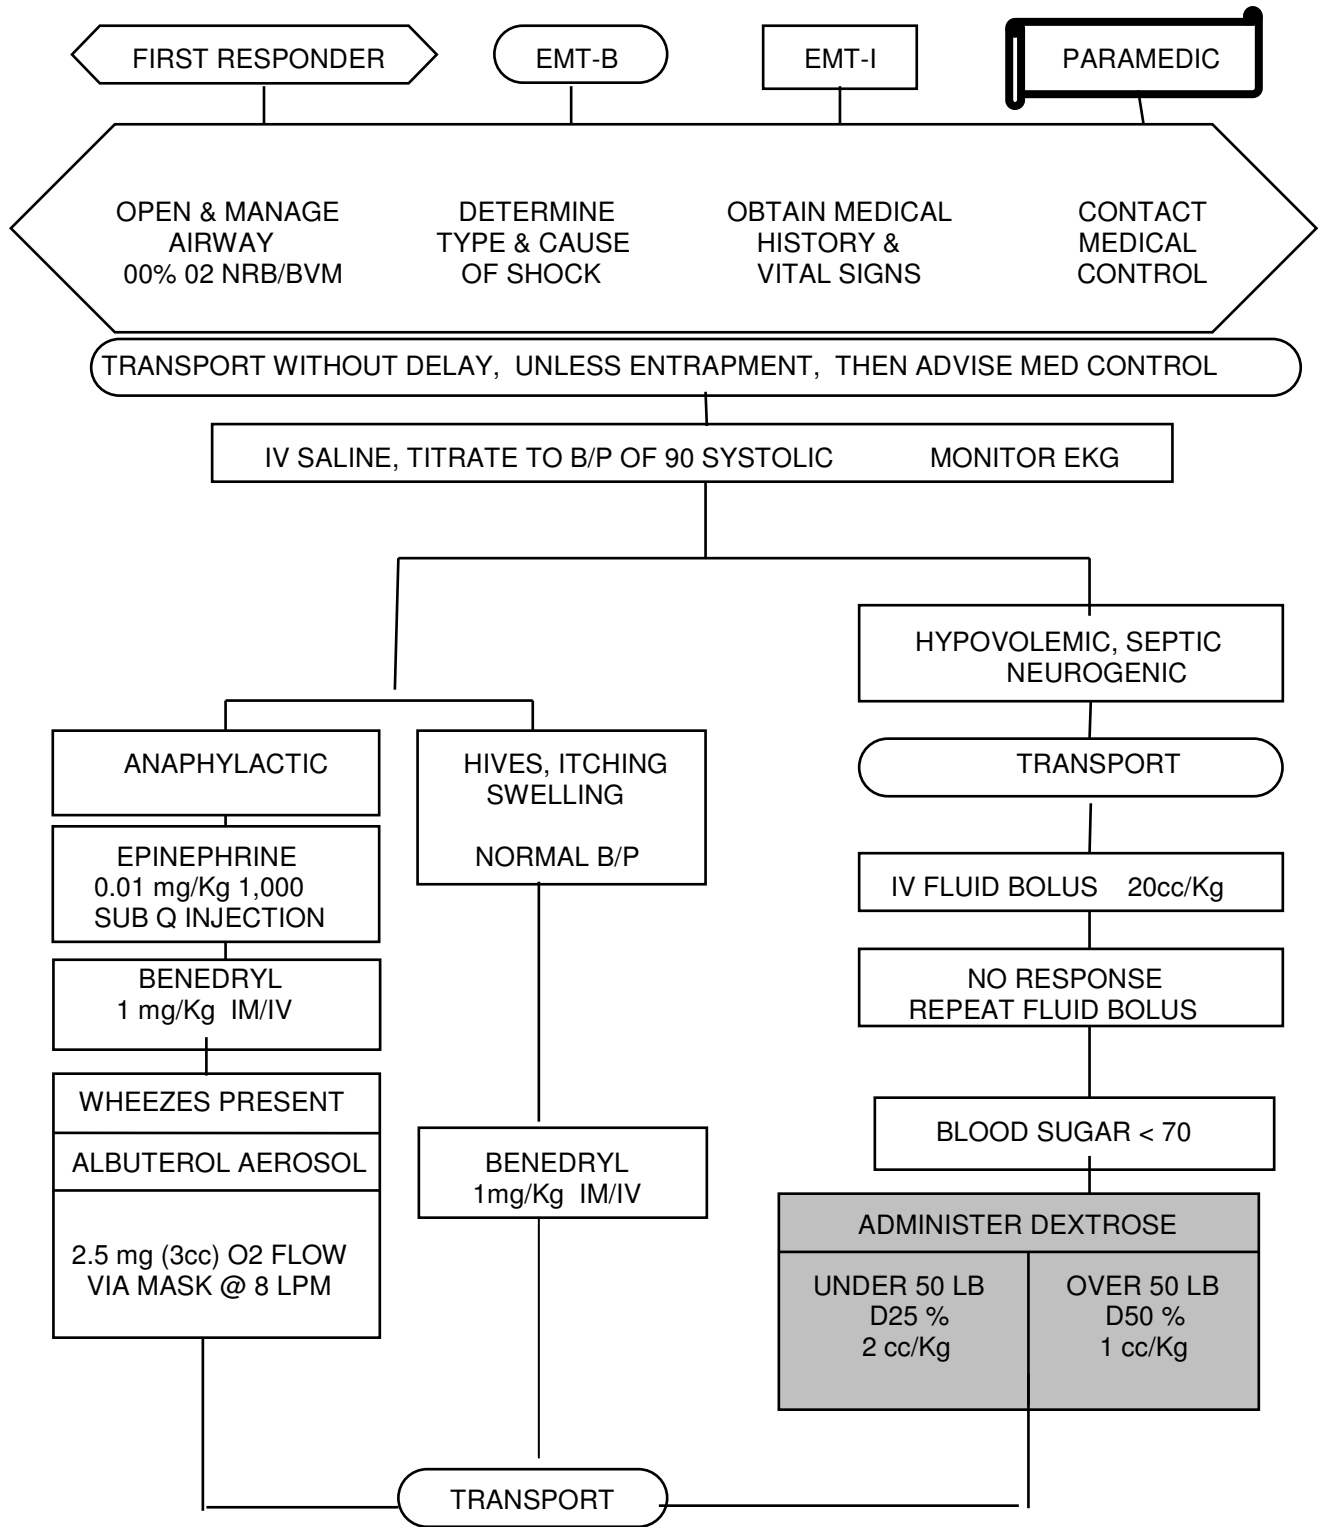 FIRST RESPONDER
EMT-B
EMT-I
PARAMEDIC
OPEN & MANAGE
AIRWAY
00% 02 NRB/BVM
DETERMINE
TYPE & CAUSE
OF SHOCK
OBTAIN MEDICAL
HISTORY &
VITAL SIGNS
CONTACT
MEDICAL
CONTROL
TRANSPORT WITHOUT DELAY, UNLESS ENTRAPMENT, THEN ADVISE MED CONTROL
IV SALINE, TITRATE TO B/P OF 90 SYSTOLIC MONITOR EKG
ANAPHYLACTIC
EPINEPHRINE
0.01 mg/Kg 1,000
SUB Q INJECTION
BENEDRYL
1 mg/Kg IM/IV
WHEEZES PRESENT
ALBUTEROL AEROSOL
2.5 mg (3cc) O2 FLOW
VIA MASK @ 8 LPM
HIVES, ITCHING
SWELLING
NORMAL B/P
BENEDRYL
1mg/Kg IM/IV
HYPOVOLEMIC, SEPTIC
NEUROGENIC
TRANSPORT
IV FLUID BOLUS 20cc/Kg
NO RESPONSE
REPEAT FLUID BOLUS
BLOOD SUGAR < 70
ADMINISTER DEXTROSE
UNDER 50 LB
D25 %
2 cc/Kg
OVER 50 LB
D50 %
1 cc/Kg
TRANSPORT